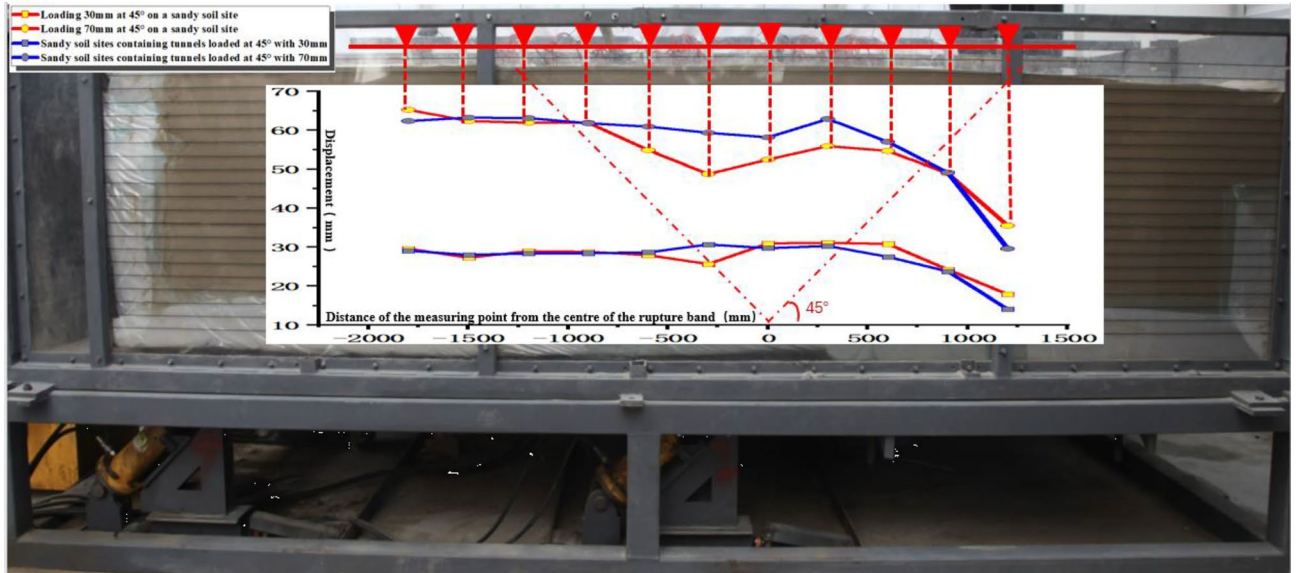 Loading 30mm at 45° on a sandy soil site
Loading 70mm at 45° on a sandy soil site
Sandy soil sites containing tunnels loaded at 45° with 30mm
Sandy soil sites containing tunnels loaded at 45° with 70mm
70
60
50
40
30
20
10
Displacement (mm)
45°
Distance of the measuring point from the centre of the rupture band (mm)
−2000 −1500 −1000 −500 0 500 1000 1500